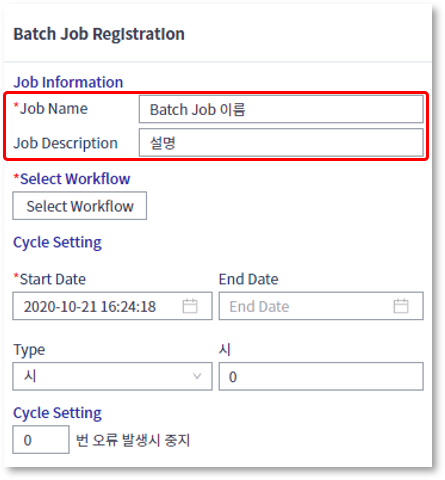 Batch Job Registration
Job Information
*Job Name Batch Job 이름
Job Description 설명
*Select Workflow
Select Workflow
Cycle Setting
*Start Date End Date
2020-10-21 16:24:18 End Date
Type 시
시 0
Cycle Setting
0 번 오류 발생시 중지